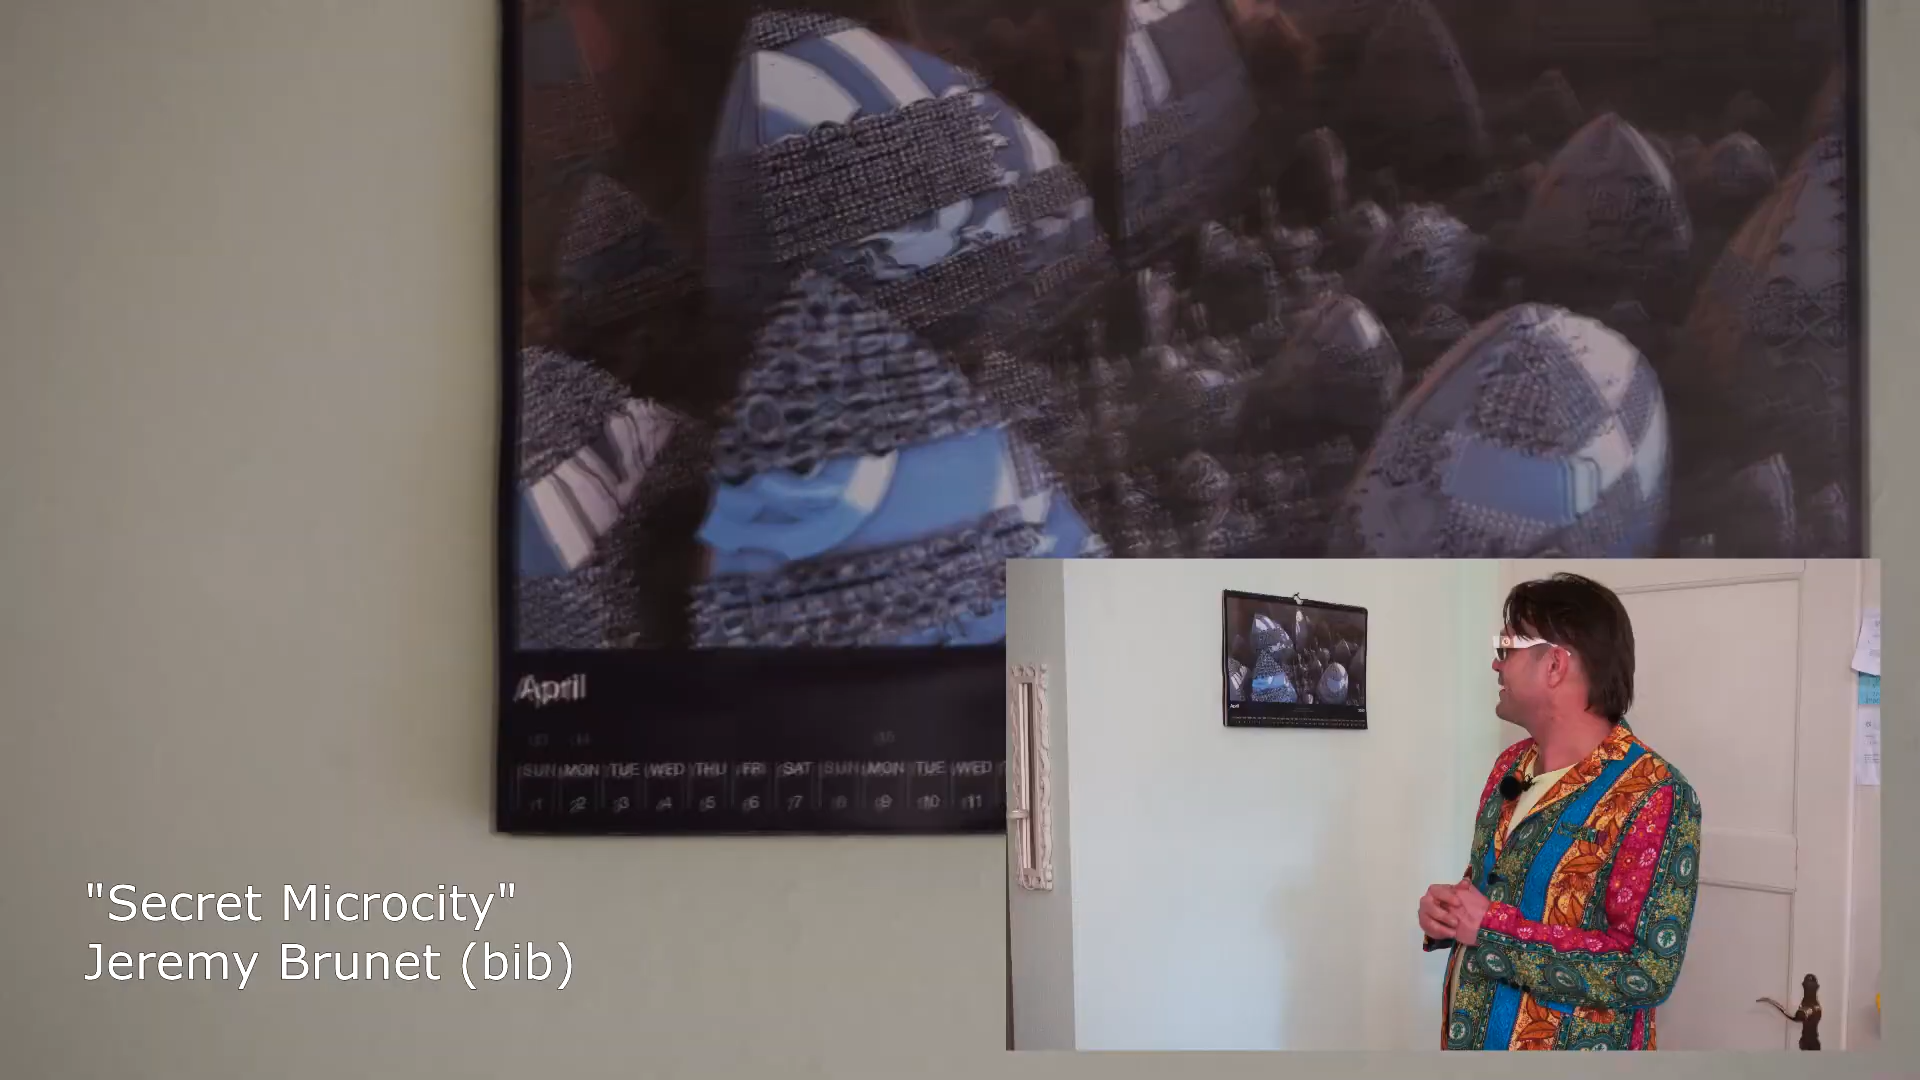 April
SUN MON TUE WED THU FRI SAT SUN MON TUE WED
1 2 3 4 5 6 7 8 9 10 11
"Secret Microcity"
Jeremy Brunet (bib)